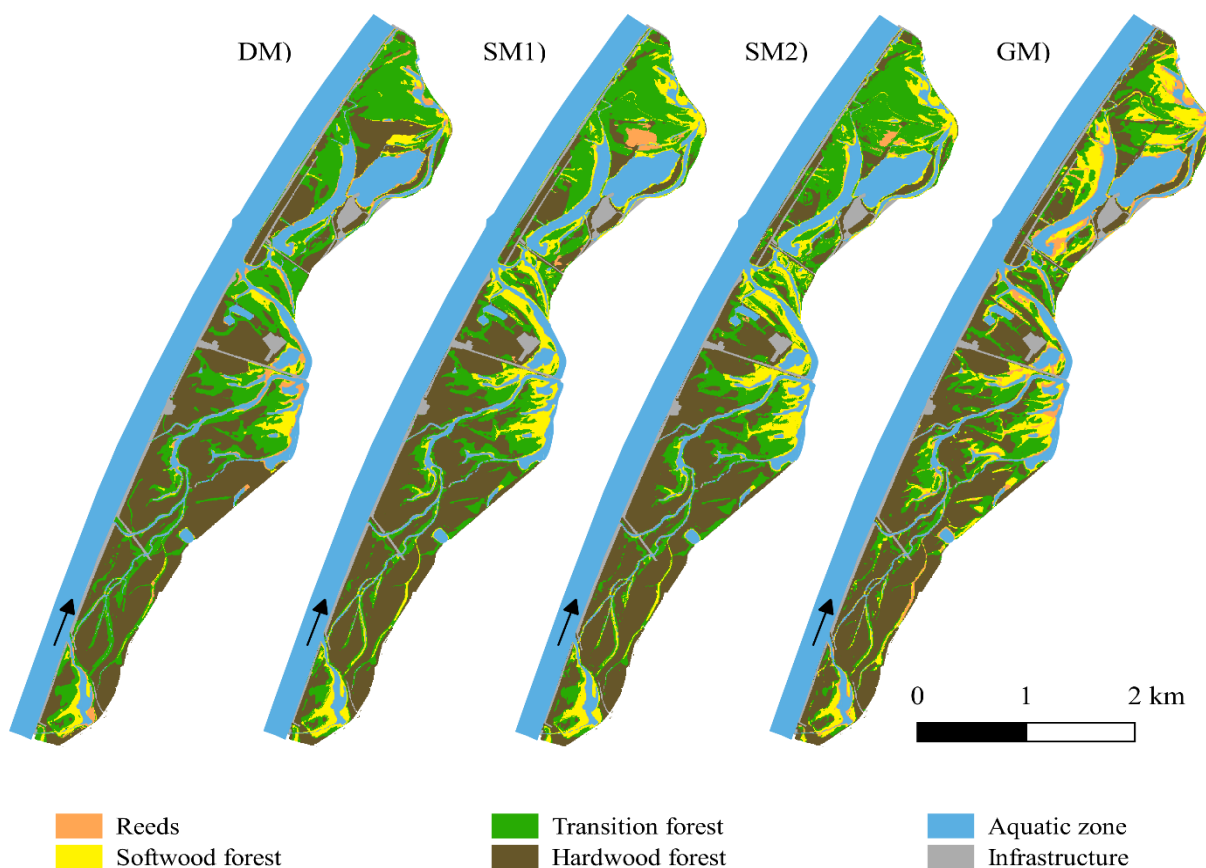 DM) SM1) SM2) GM)
0 1 2 km
Reeds Transition forest Aquatic zone
Softwood forest Hardwood forest Infrastructure